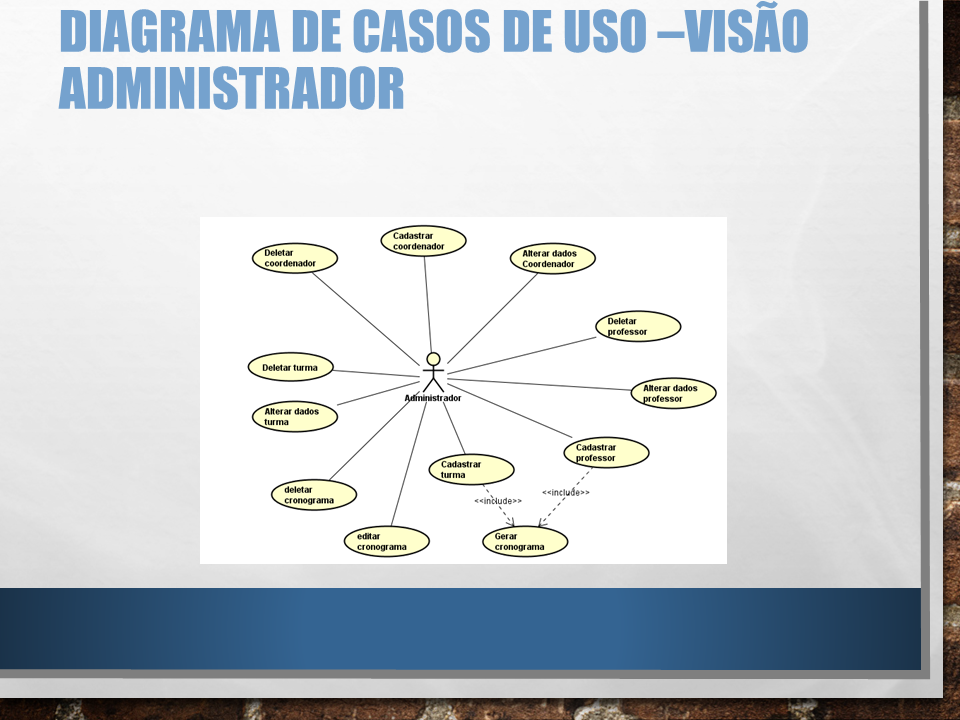 DIAGRAMA DE CASOS DE USO –VISÃO
ADMINISTRADOR
Cadastrar
coordenador
Deletar
coordenador
Alterar dados
Coordenador
Deletar
professor
Deletar turma
Alterar dados
professor
Administrador
Alterar dados
turma
Cadastrar
professor
Cadastrar
turma
<<include>>
<<include>>
deletar
cronograma
editar
cronograma
Gerar
cronograma